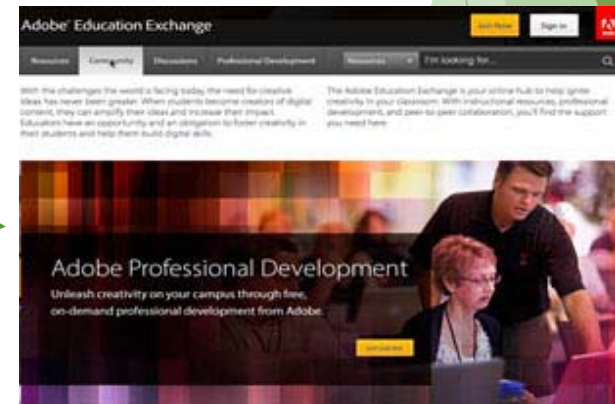 Adobe® Education Exchange
Join Now
Sign in
Resources
Community
Discussions
Professional Development
Resources
I'm looking for...
With the challenges the world is facing today, the need for creative
ideas has never been greater. When students become creators of digital
content, they can amplify their ideas and increase their impact.
Educators have an opportunity and an obligation to foster creativity in
their students and help them build digital skills.
The Adobe Education Exchange is your online hub to help ignite
creativity in your classroom. With instructional resources, professional
development, and peer-to-peer collaboration, you'll find the support
you need here.
Adobe Professional Development
Unleash creativity on your campus through free,
on-demand professional development from Adobe.